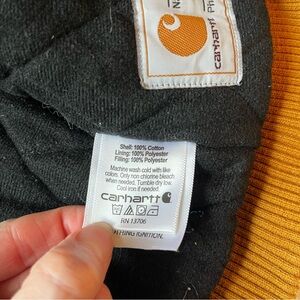 carhartt
Shell: 100% Cotton
Lining: 100% Polyester
Filling: 100% Polyester
Machine wash cold with like
colors. Only non chlorine bleach
when needed. Tumble dry low.
Cool iron if needed.
carhartt
RN 13706
IGNITION.